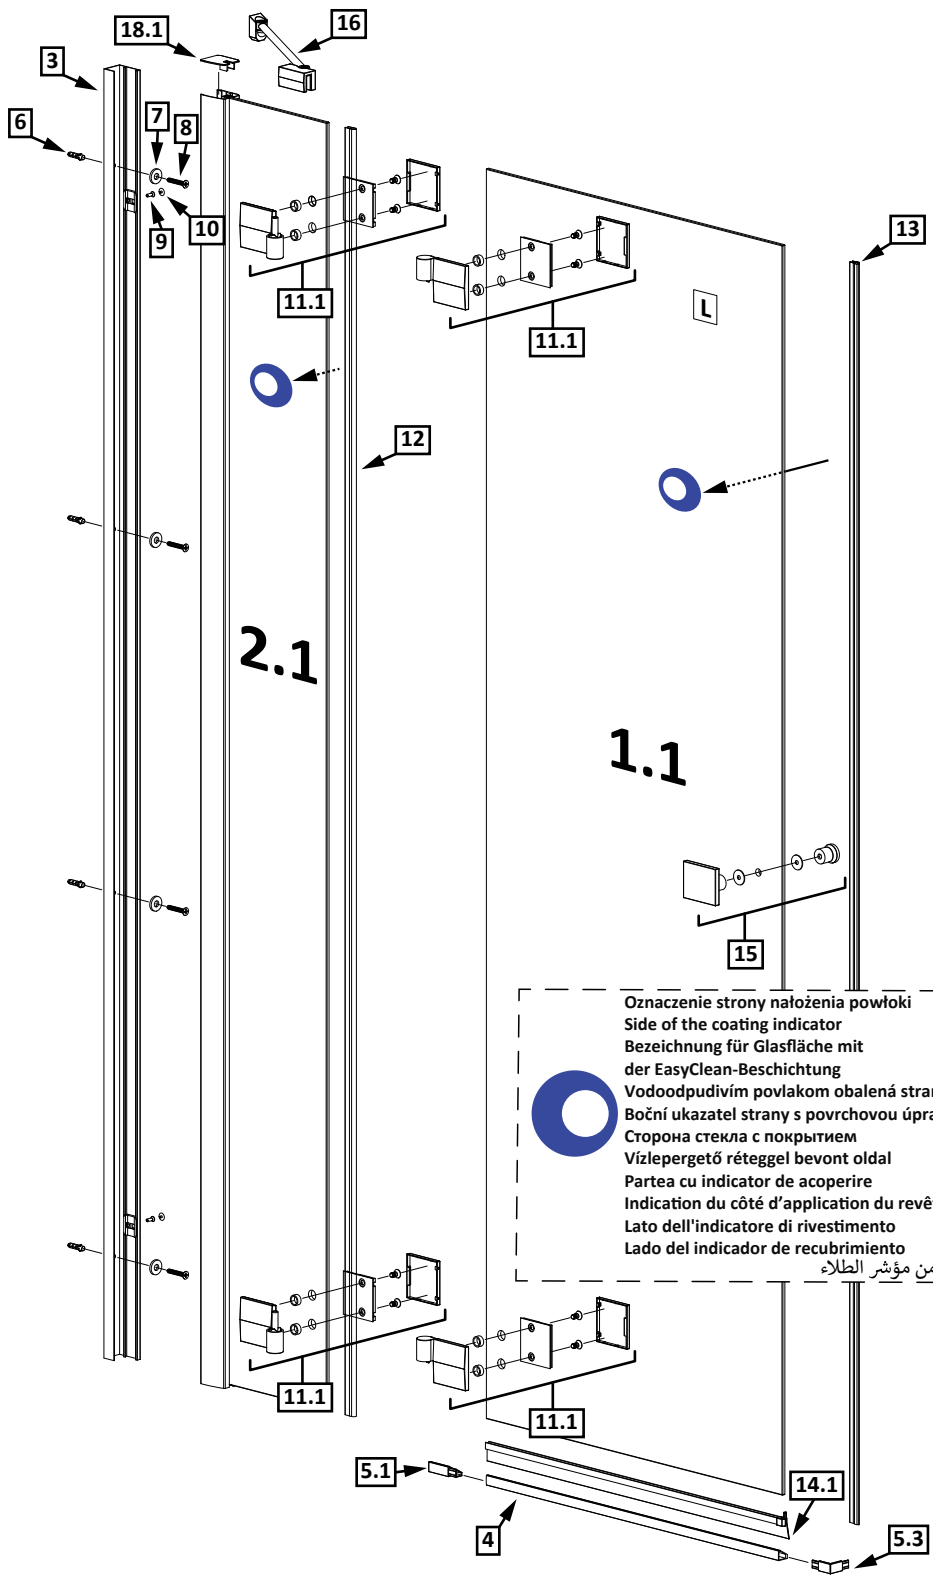 16
18.1
3
7
8
6
10
9
13
11.1
L
11.1
12
2.1
1.1
15
Oznaczenie strony nałożenia powłoki
Side of the coating indicator
Bezeichnung für Glasfläche mit
der EasyClean-Beschichtung
Vodoodpudivím povlakom obalená
Boční ukazatel strany s povrchovou
Сторона стекла с покрытием
Vízlepergető réteggel bevont oldal
Partea cu indicator de acoperire
Indication du côté d'application du
Lato dell'indicatore di rivestimento
Lado del indicador de recubrimiento
من مؤشر الطلاء
11.1
11.1
5.1
14.1
4
5.3